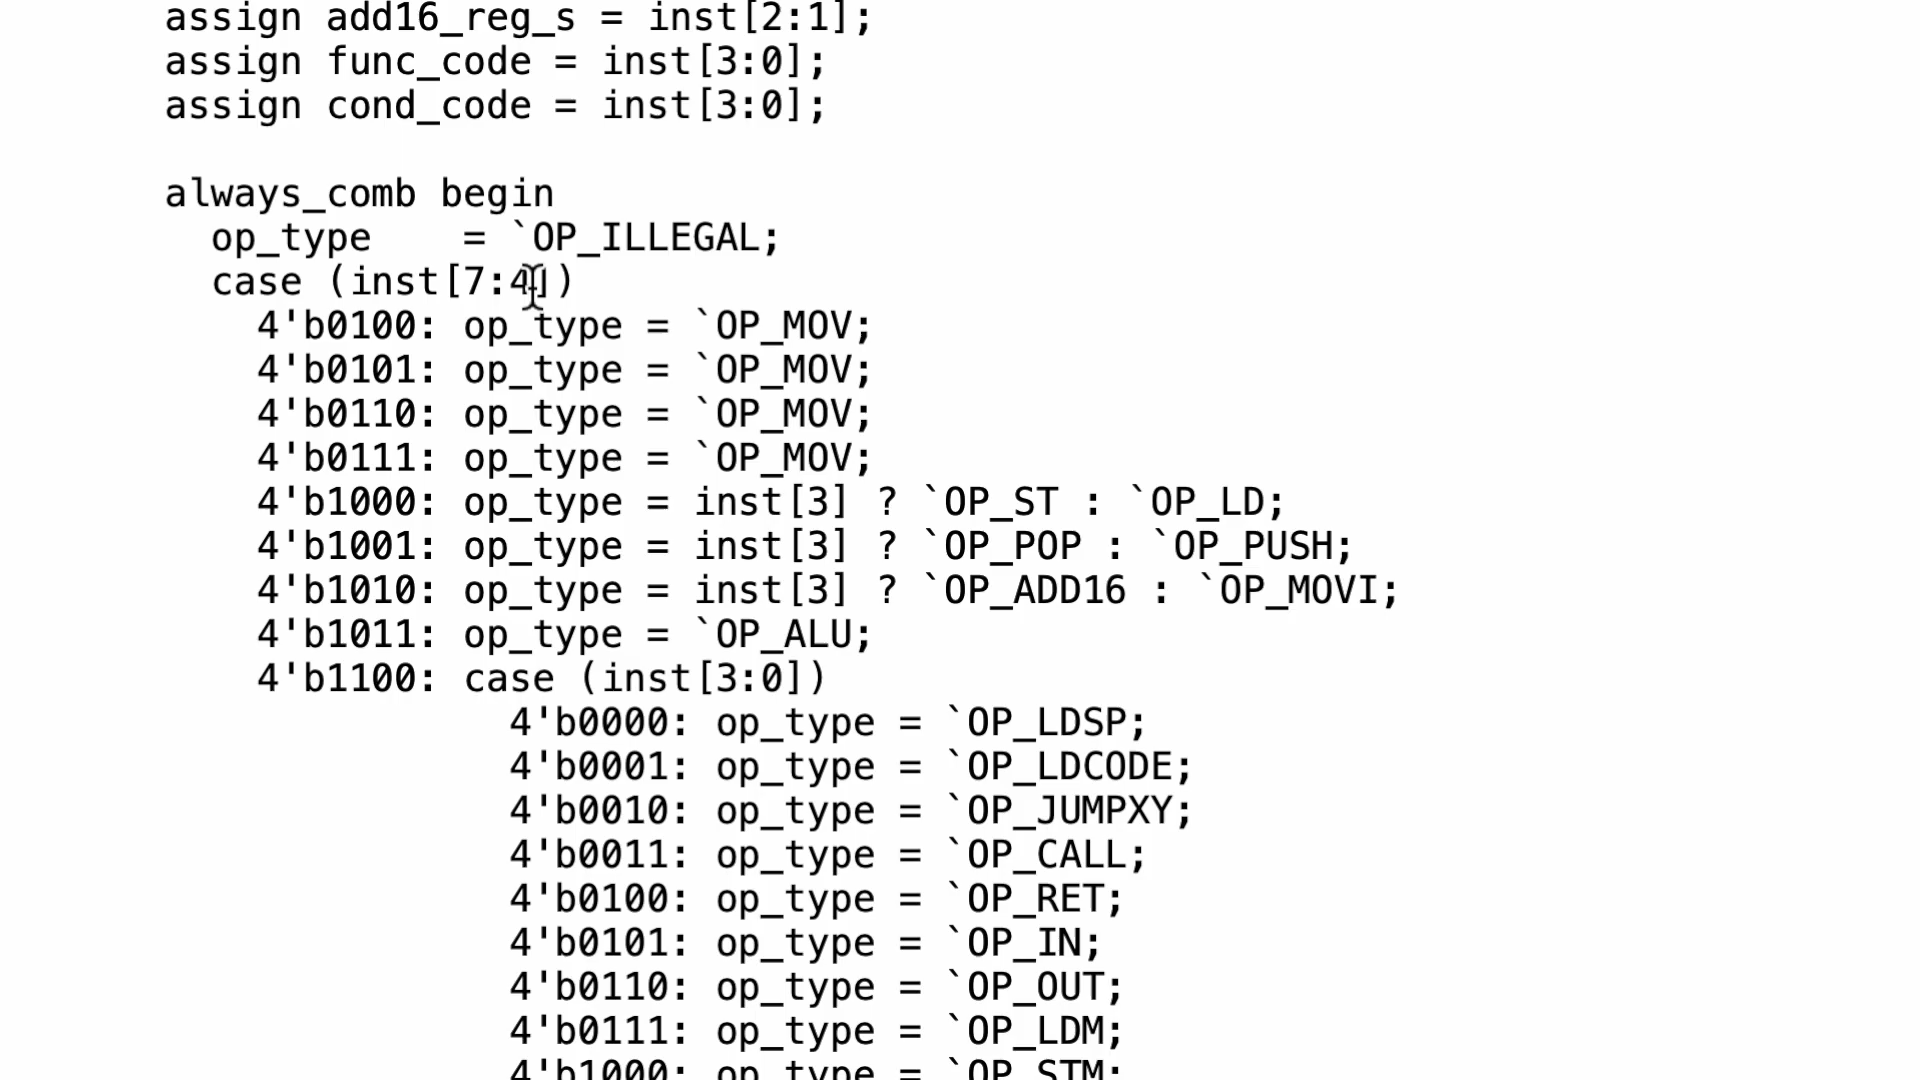 assign add16_reg_s = inst[2:1];
assign func_code = inst[3:0];
assign cond_code = inst[3:0];
always_comb begin
op_type    = `OP_ILLEGAL;
case (inst[7:4])
4'b0100: op_type = `OP_MOV;
4'b0101: op_type = `OP_MOV;
4'b0110: op_type = `OP_MOV;
4'b0111: op_type = `OP_MOV;
4'b1000: op_type = inst[3] ? `OP_ST : `OP_LD;
4'b1001: op_type = inst[3] ? `OP_POP : `OP_PUSH;
4'b1010: op_type = inst[3] ? `OP_ADD16 : `OP_MOVI;
4'b1011: op_type = `OP_ALU;
4'b1100: case (inst[3:0])
4'b0000: op_type = `OP_LDSP;
4'b0001: op_type = `OP_LDCODE;
4'b0010: op_type = `OP_JUMPXY;
4'b0011: op_type = `OP_CALL;
4'b0100: op_type = `OP_RET;
4'b0101: op_type = `OP_IN;
4'b0110: op_type = `OP_OUT;
4'b0111: op_type = `OP_LDM;
4'b1000: op_type = `OP_STM;